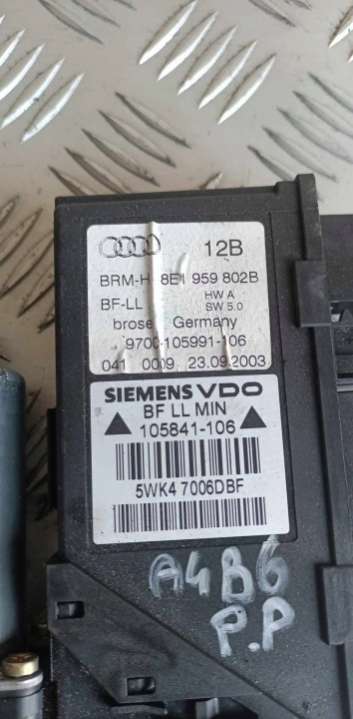 12B
BRM-H 8E1 959 802B
BF-LL HW A
SW 5.0
brose Germany
9700-105991-106
041 0009 23.09.2003
SIEMENS VDO
BF LL MIN
105841-106
5WK4 7006DBF
A4B6
P.P